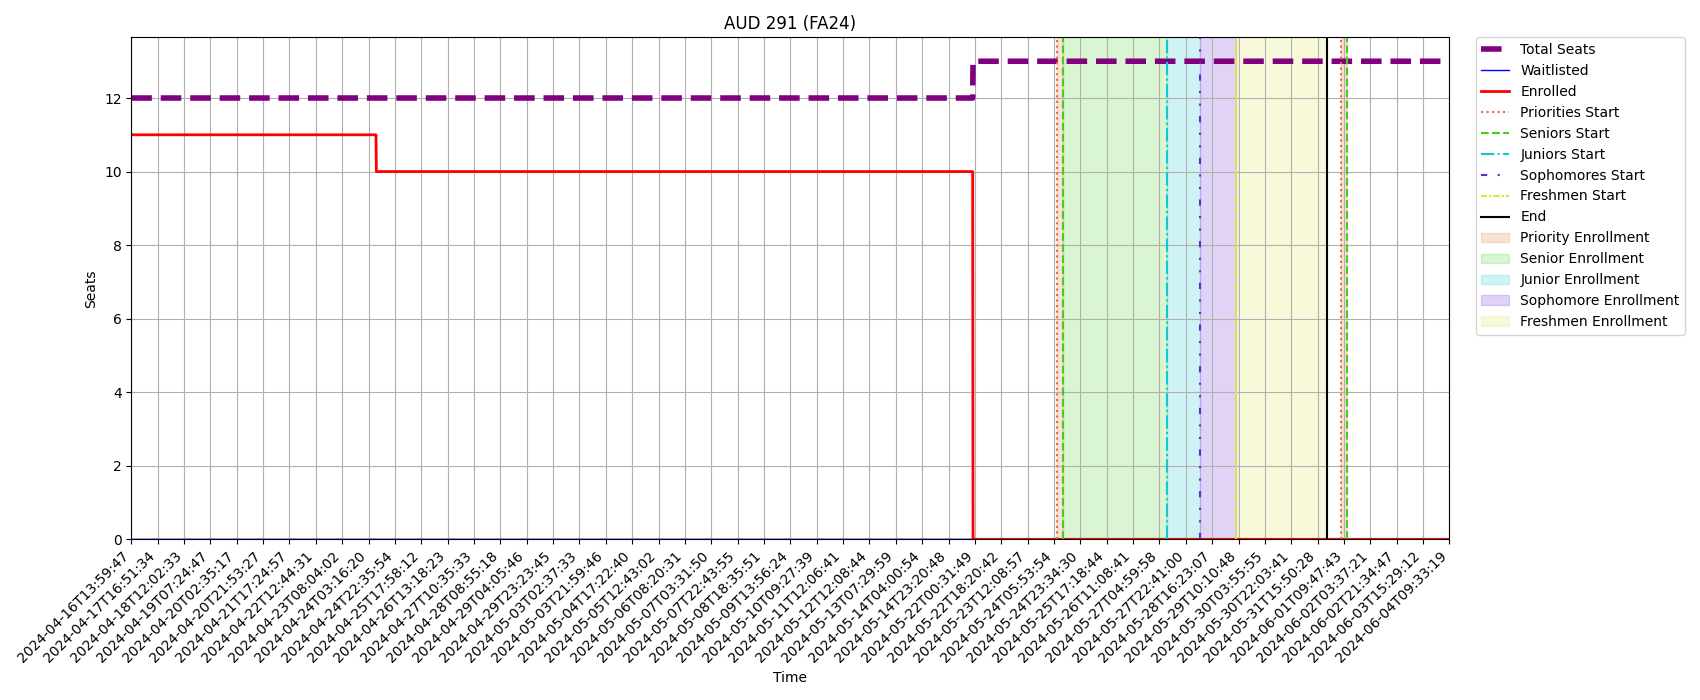 AUD 291 (FA24)
Total Seats
Waitlisted
Enrolled
Priorities Start
Seniors Start
Juniors Start
Sophomores Start
Freshmen Start
End
Priority Enrollment
Senior Enrollment
Junior Enrollment
Sophomore Enrollment
Freshmen Enrollment
Seats
12
10
8
6
4
2
0
2024-04-16T13:59:47
2024-04-17T16:51:34
2024-04-18T12:02:33
2024-04-19T07:24:47
2024-04-20T02:35:17
2024-04-20T21:53:27
2024-04-21T17:24:57
2024-04-22T12:44:31
2024-04-23T08:04:02
2024-04-24T03:16:20
2024-04-24T22:35:54
2024-04-25T17:58:12
2024-04-26T13:18:23
2024-04-27T10:35:33
2024-04-28T08:55:18
2024-04-29T04:05:46
2024-04-29T23:23:45
2024-05-03T02:37:33
2024-05-03T21:59:46
2024-05-04T17:22:40
2024-05-05T12:43:02
2024-05-06T08:20:31
2024-05-07T03:31:50
2024-05-07T22:43:55
2024-05-08T18:35:51
2024-05-09T13:56:24
2024-05-10T09:27:39
2024-05-11T12:06:41
2024-05-12T12:08:44
2024-05-13T07:29:59
2024-05-14T04:00:54
2024-05-14T23:20:48
2024-05-22T00:31:49
2024-05-22T18:20:42
2024-05-23T12:08:57
2024-05-24T05:53:54
2024-05-24T23:34:30
2024-05-25T17:18:44
2024-05-26T11:08:41
2024-05-27T04:59:58
2024-05-27T22:41:00
2024-05-28T16:23:07
2024-05-29T10:10:48
2024-05-30T03:55:55
2024-05-30T22:03:41
2024-05-31T15:50:28
2024-06-01T09:47:43
2024-06-02T03:37:21
2024-06-02T21:34:47
2024-06-03T15:29:12
2024-06-04T09:33:19
Time